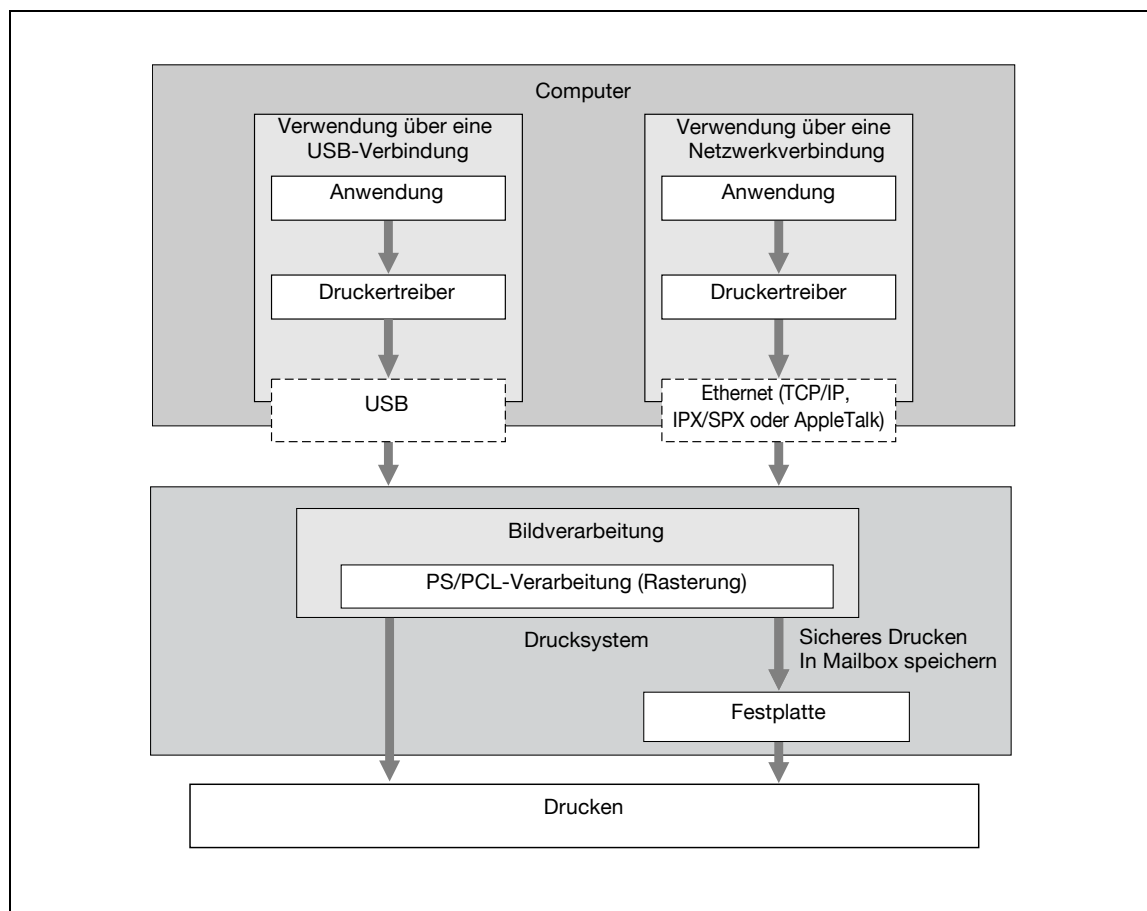 Computer
Verwendung über eine
USB-Verbindung
Anwendung
Druckertreiber
USB
Verwendung über eine
Netzwerkverbindung
Anwendung
Druckertreiber
Ethernet (TCP/IP,
IPX/SPX oder AppleTalk)
Bildverarbeitung
PS/PCL-Verarbeitung (Rasterung)
Drucksystem
Sicheres Drucken
In Mailbox speichern
Festplatte
Drucken